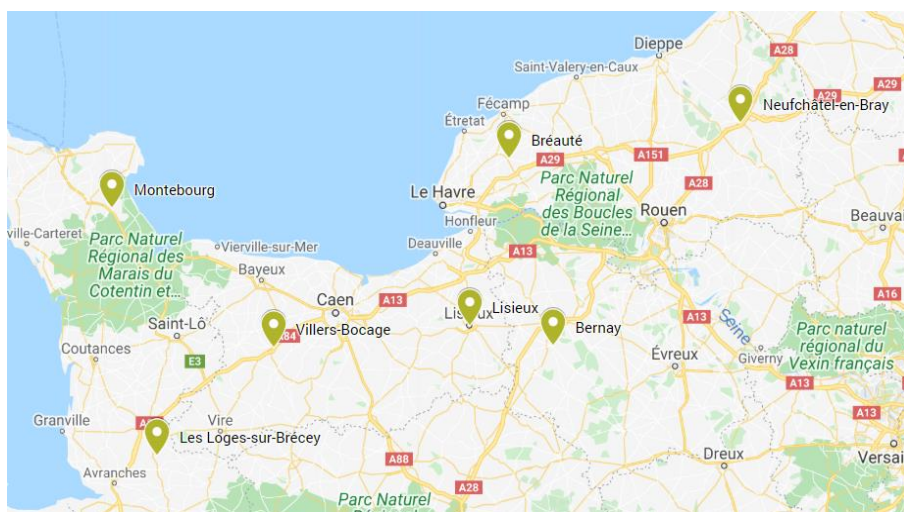 Dieppe
A28
Saint-Valery-en-Caux
A29
Fécamp
A29
Neufchâtel-en-Bray
Étretat
Bréauté
A151
A29
Montebourg
Parc Naturel
Régional
des Boucles
de la Seine...
A28
Le Havre
Rouen
Honfleur
Beauvai
ville-Carteret
Parc Naturel
Régional des
Marais du
Cotentin et...
Vierville-sur-Mer
Deauville
A13
Bayeux
Caen
A13
A16
Lisieux
Saint-Lô
Villers-Bocage
A84
Bernay
A13
Seine
Parc naturel
régional du
Vexin français
Coutances
E3
Évreux
Giverny
A13
Granville
Vire
A13
Les Loges-sur-Brécey
Versai
Dreux
A88
Avranches
A28
Parc Naturel